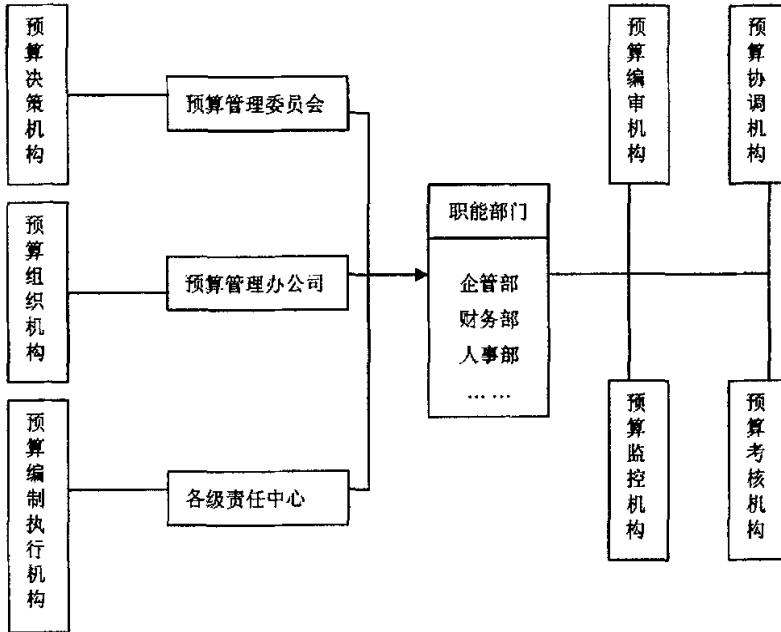 预算决策机构
预算管理委员会
预算组织机构
预算管理办公司
预算编制执行机构
各级责任中心
职能部门
企管部
财务部
人事部
……
预算编审机构
预算协调机构
预算监控机构
预算考核机构